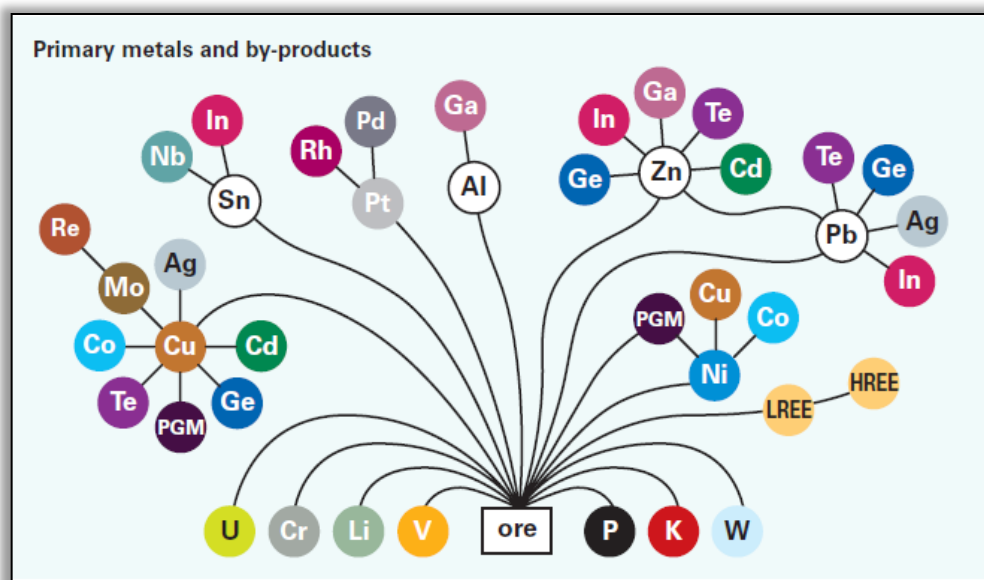 Primary metals and by-products
In
Nb
Sn
Pd
Rh
Pt
Ga
Al
Ga
In
Te
Ge
Zn
Cd
Te
Ge
Pb
Ag
In
Re
Mo
Ag
Co
Cu
Cd
Te
PGM
Ge
Cu
PGM
Co
Ni
LREE
HREE
U
Cr
Li
V
ore
P
K
W